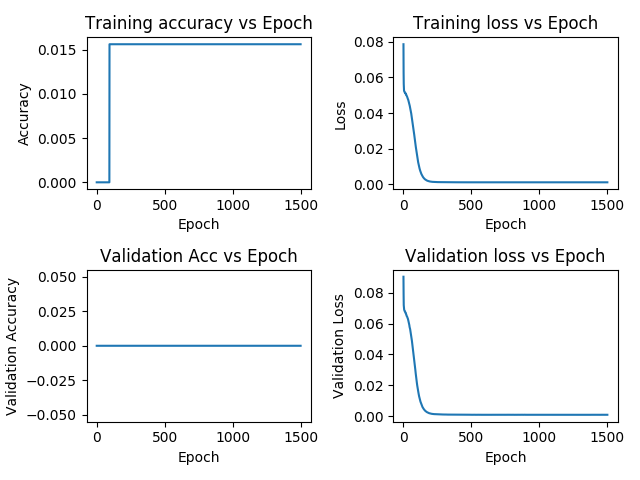 Training accuracy vs Epoch
0.015
0.010
0.005
0.000
Accuracy
0
500
1000
1500
Epoch
Training loss vs Epoch
0.08
0.06
0.04
0.02
0.00
Loss
0
500
1000
1500
Epoch
Validation Acc vs Epoch
0.050
0.025
0.000
−0.025
−0.050
Validation Accuracy
0
500
1000
1500
Epoch
Validation loss vs Epoch
0.08
0.06
0.04
0.02
0.00
Validation Loss
0
500
1000
1500
Epoch